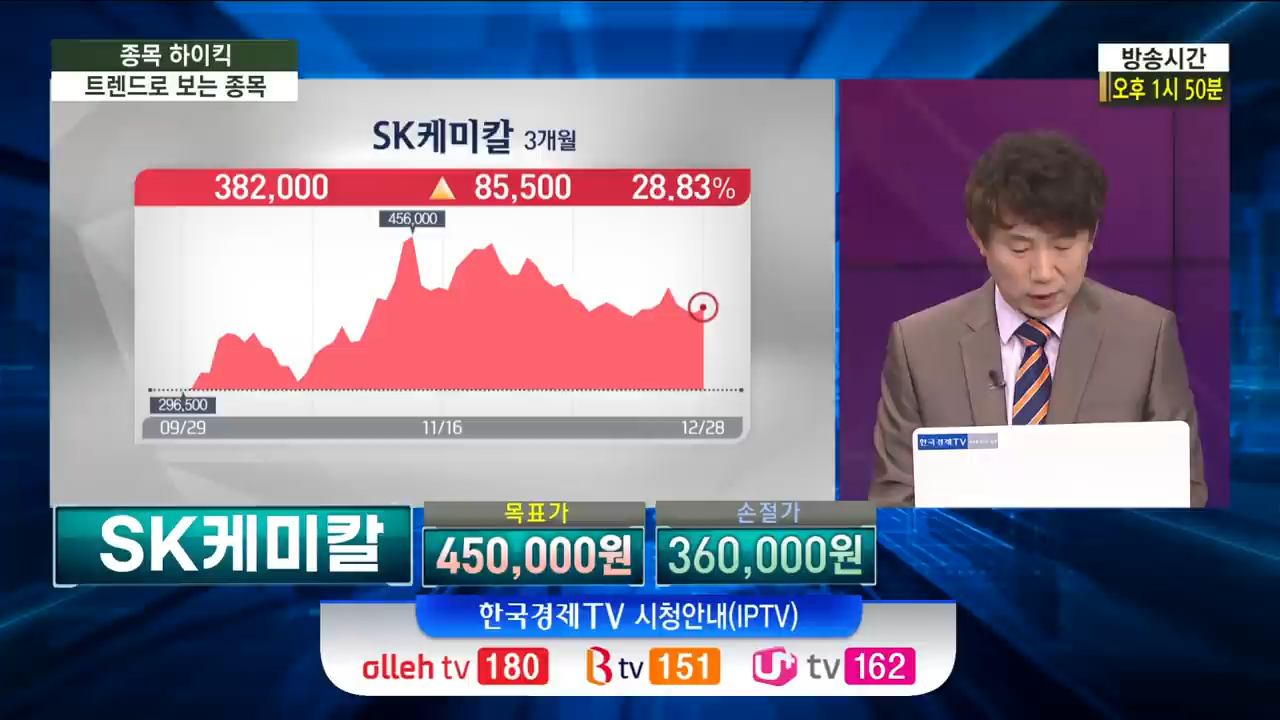 종목 하이킥
트렌드로 보는 종목
방송시간
오후 1시 50분
SK케미칼 3개월
382,000 ▲ 85,500 28.83%
456,000
296,500
09/29 11/16 12/28
한국경제TV
SK케미칼
목표가
450,000원
손절가
360,000원
한국경제TV 시청안내(IPTV)
olleh tv 180 B tv 151 U+ tv 162